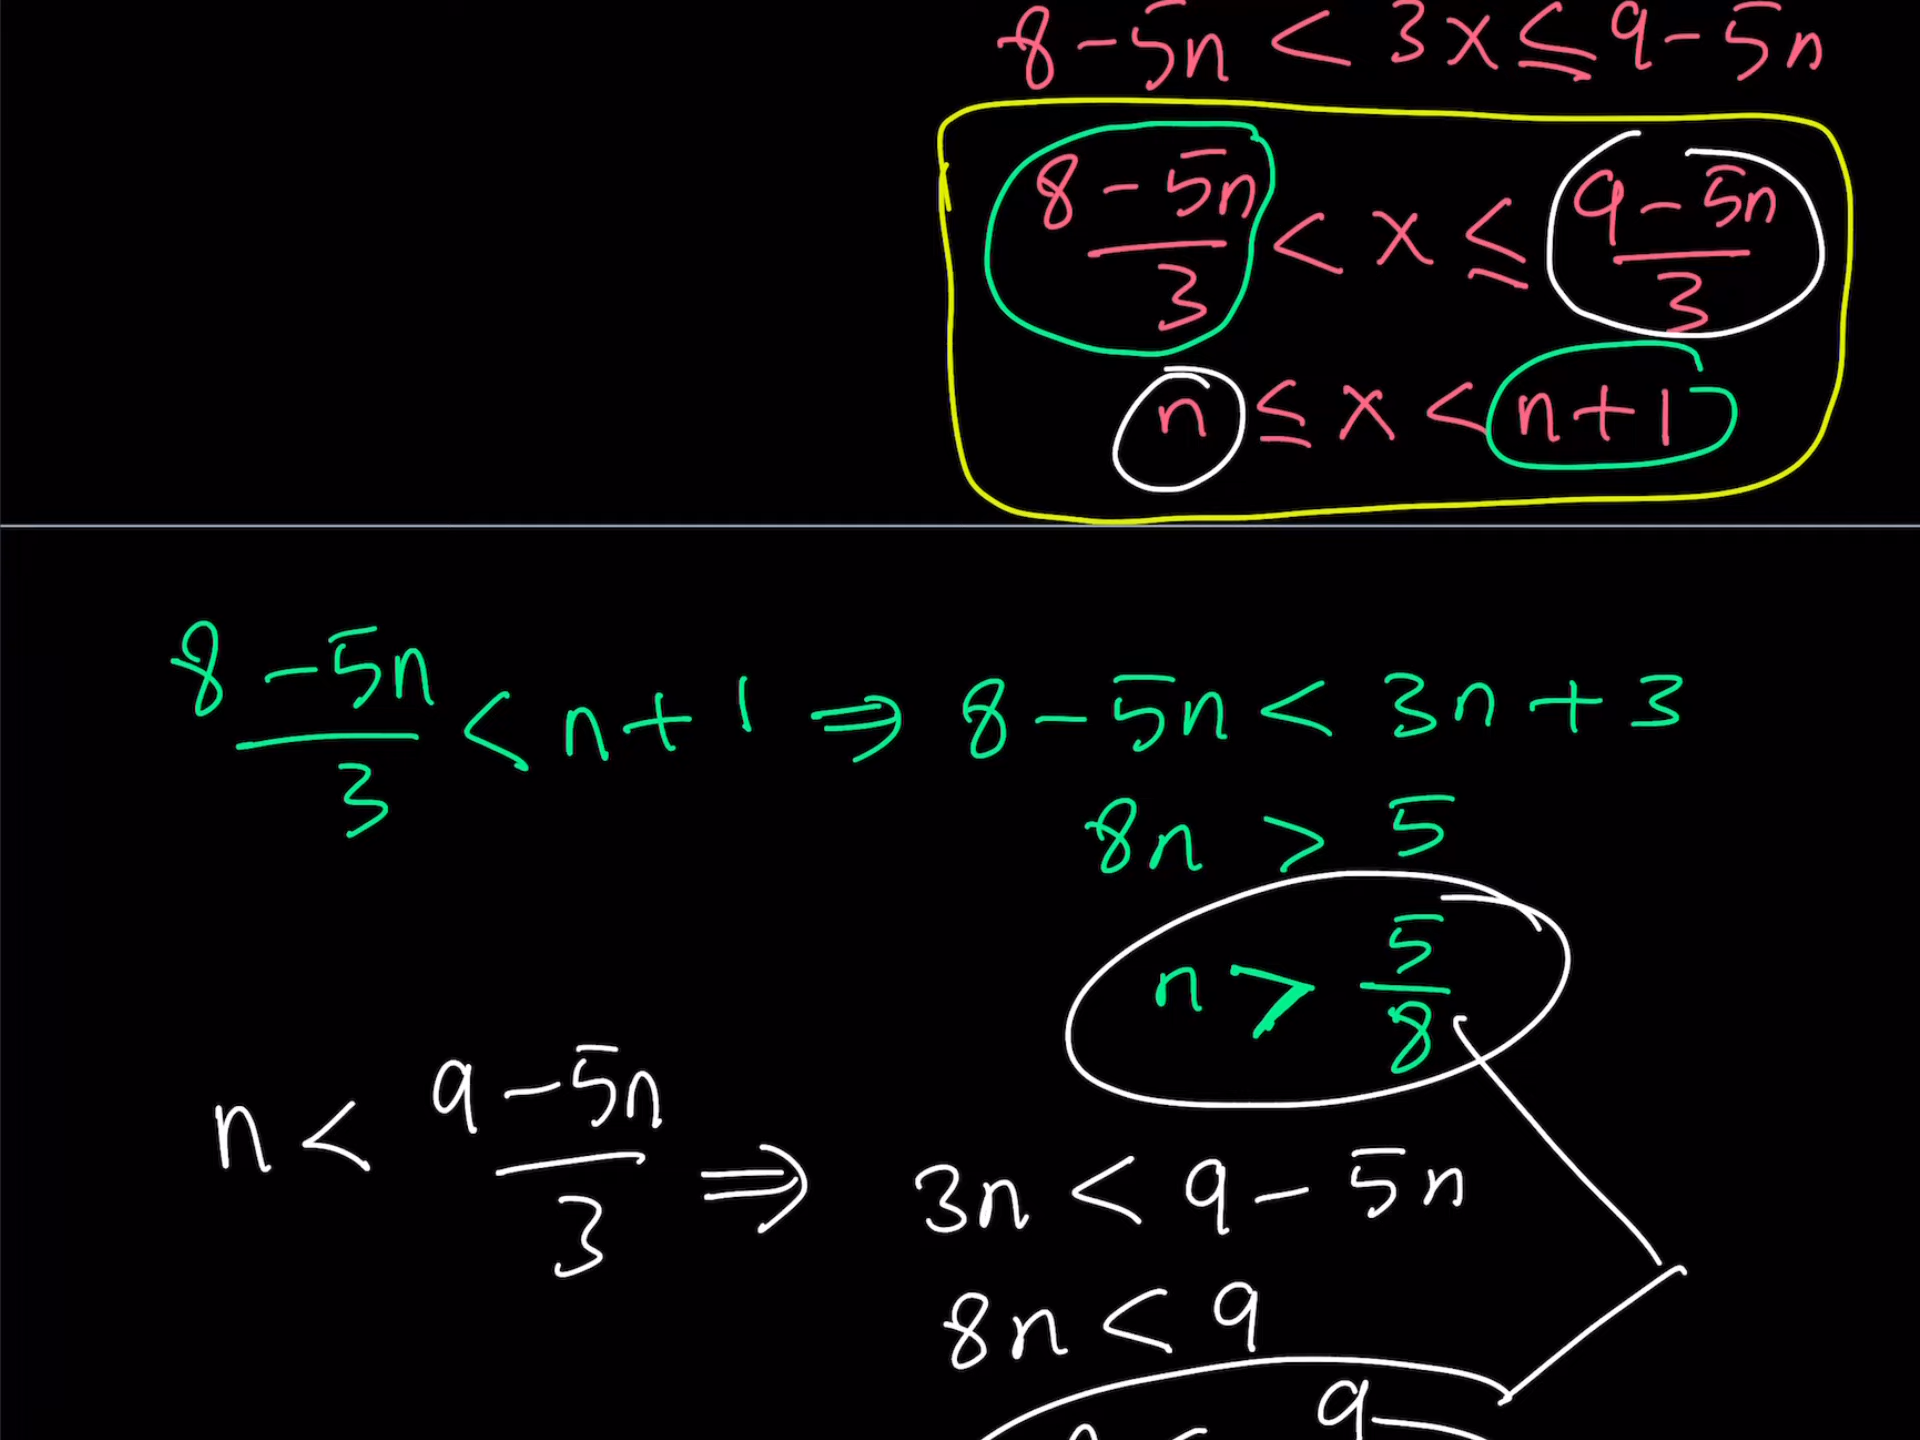 8 - 5n < 3x ≤ 9 - 5n
(8 - 5n)/3 < x ≤ (9 - 5n)/3
n ≤ x < n + 1
(8 - 5n)/3 < n + 1 ⇒ 8 - 5n < 3n + 3
8n > 5
n > 5/8
n < (9 - 5n)/3 ⇒ 3n < 9 - 5n
8n < 9
n < 9